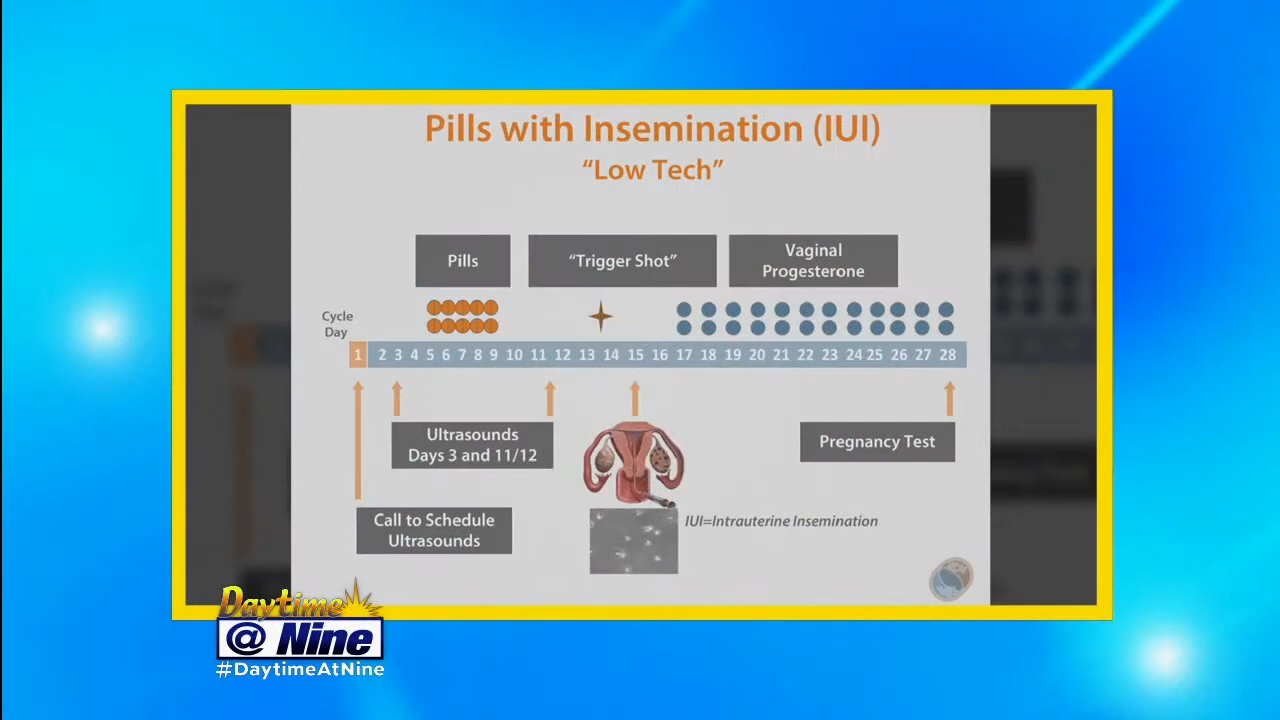 Pills with Insemination (IUI)
“Low Tech”
Pills
“Trigger Shot”
Vaginal
Progesterone
Cycle
Day
1 2 3 4 5 6 7 8 9 10 11 12 13 14 15 16 17 18 19 20 21 22 23 24 25 26 27 28
Ultrasounds
Days 3 and 11/12
Pregnancy Test
Call to Schedule
Ultrasounds
IUI=Intrauterine Insemination
Daytime
@ Nine
#DaytimeAtNine